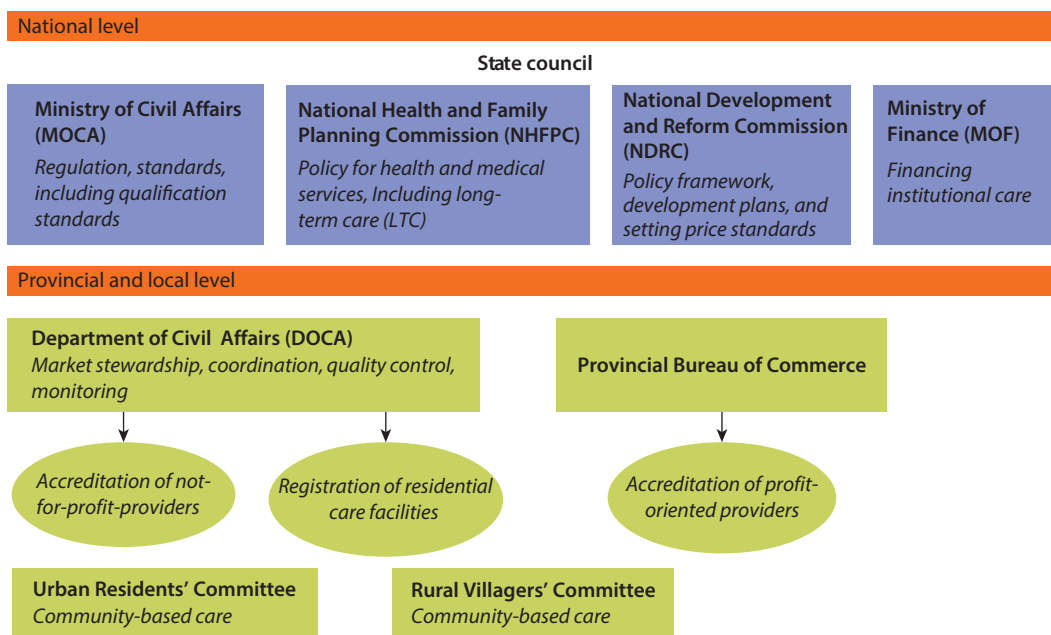 National level
State council
Ministry of Civil Affairs
(MOCA)
Regulation, standards,
including qualification
standards
National Health and Family
Planning Commission (NHFPC)
Policy for health and medical
services, Including long-
term care (LTC)
National Development
and Reform Commission
(NDRC)
Policy framework,
development plans, and
setting price standards
Ministry of
Finance (MOF)
Financing
institutional care
Provincial and local level
Department of Civil Affairs (DOCA)
Market stewardship, coordination, quality control,
monitoring
Provincial Bureau of Commerce
Accreditation of not-
for-profit-providers
Registration of residential
care facilities
Accreditation of profit-
oriented providers
Urban Residents’ Committee
Community-based care
Rural Villagers’ Committee
Community-based care